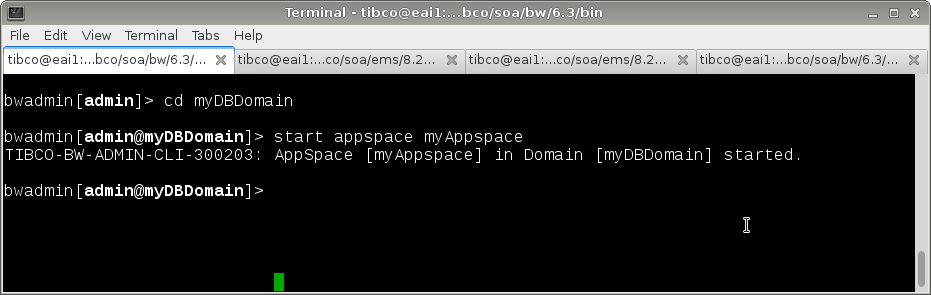 Terminal - tibco@eai1:...bco/soa/bw/6.3/bin
File Edit View Terminal Tabs Help
tibco@eai1:...bco/soa/bw/6.3/... tibco@eai1:...co/soa/ems/8.2... tibco@eai1:...co/soa/ems/8.2... tibco@eai1:...bco/soa/bw/6.3/...
bwadmin[admin]> cd myDBDomain
bwadmin[admin@myDBDomain]> start appspace myAppspace
TIBCO-BW-ADMIN-CLI-300203: AppSpace [myAppspace] in Domain [myDBDomain] started.
bwadmin[admin@myDBDomain]>